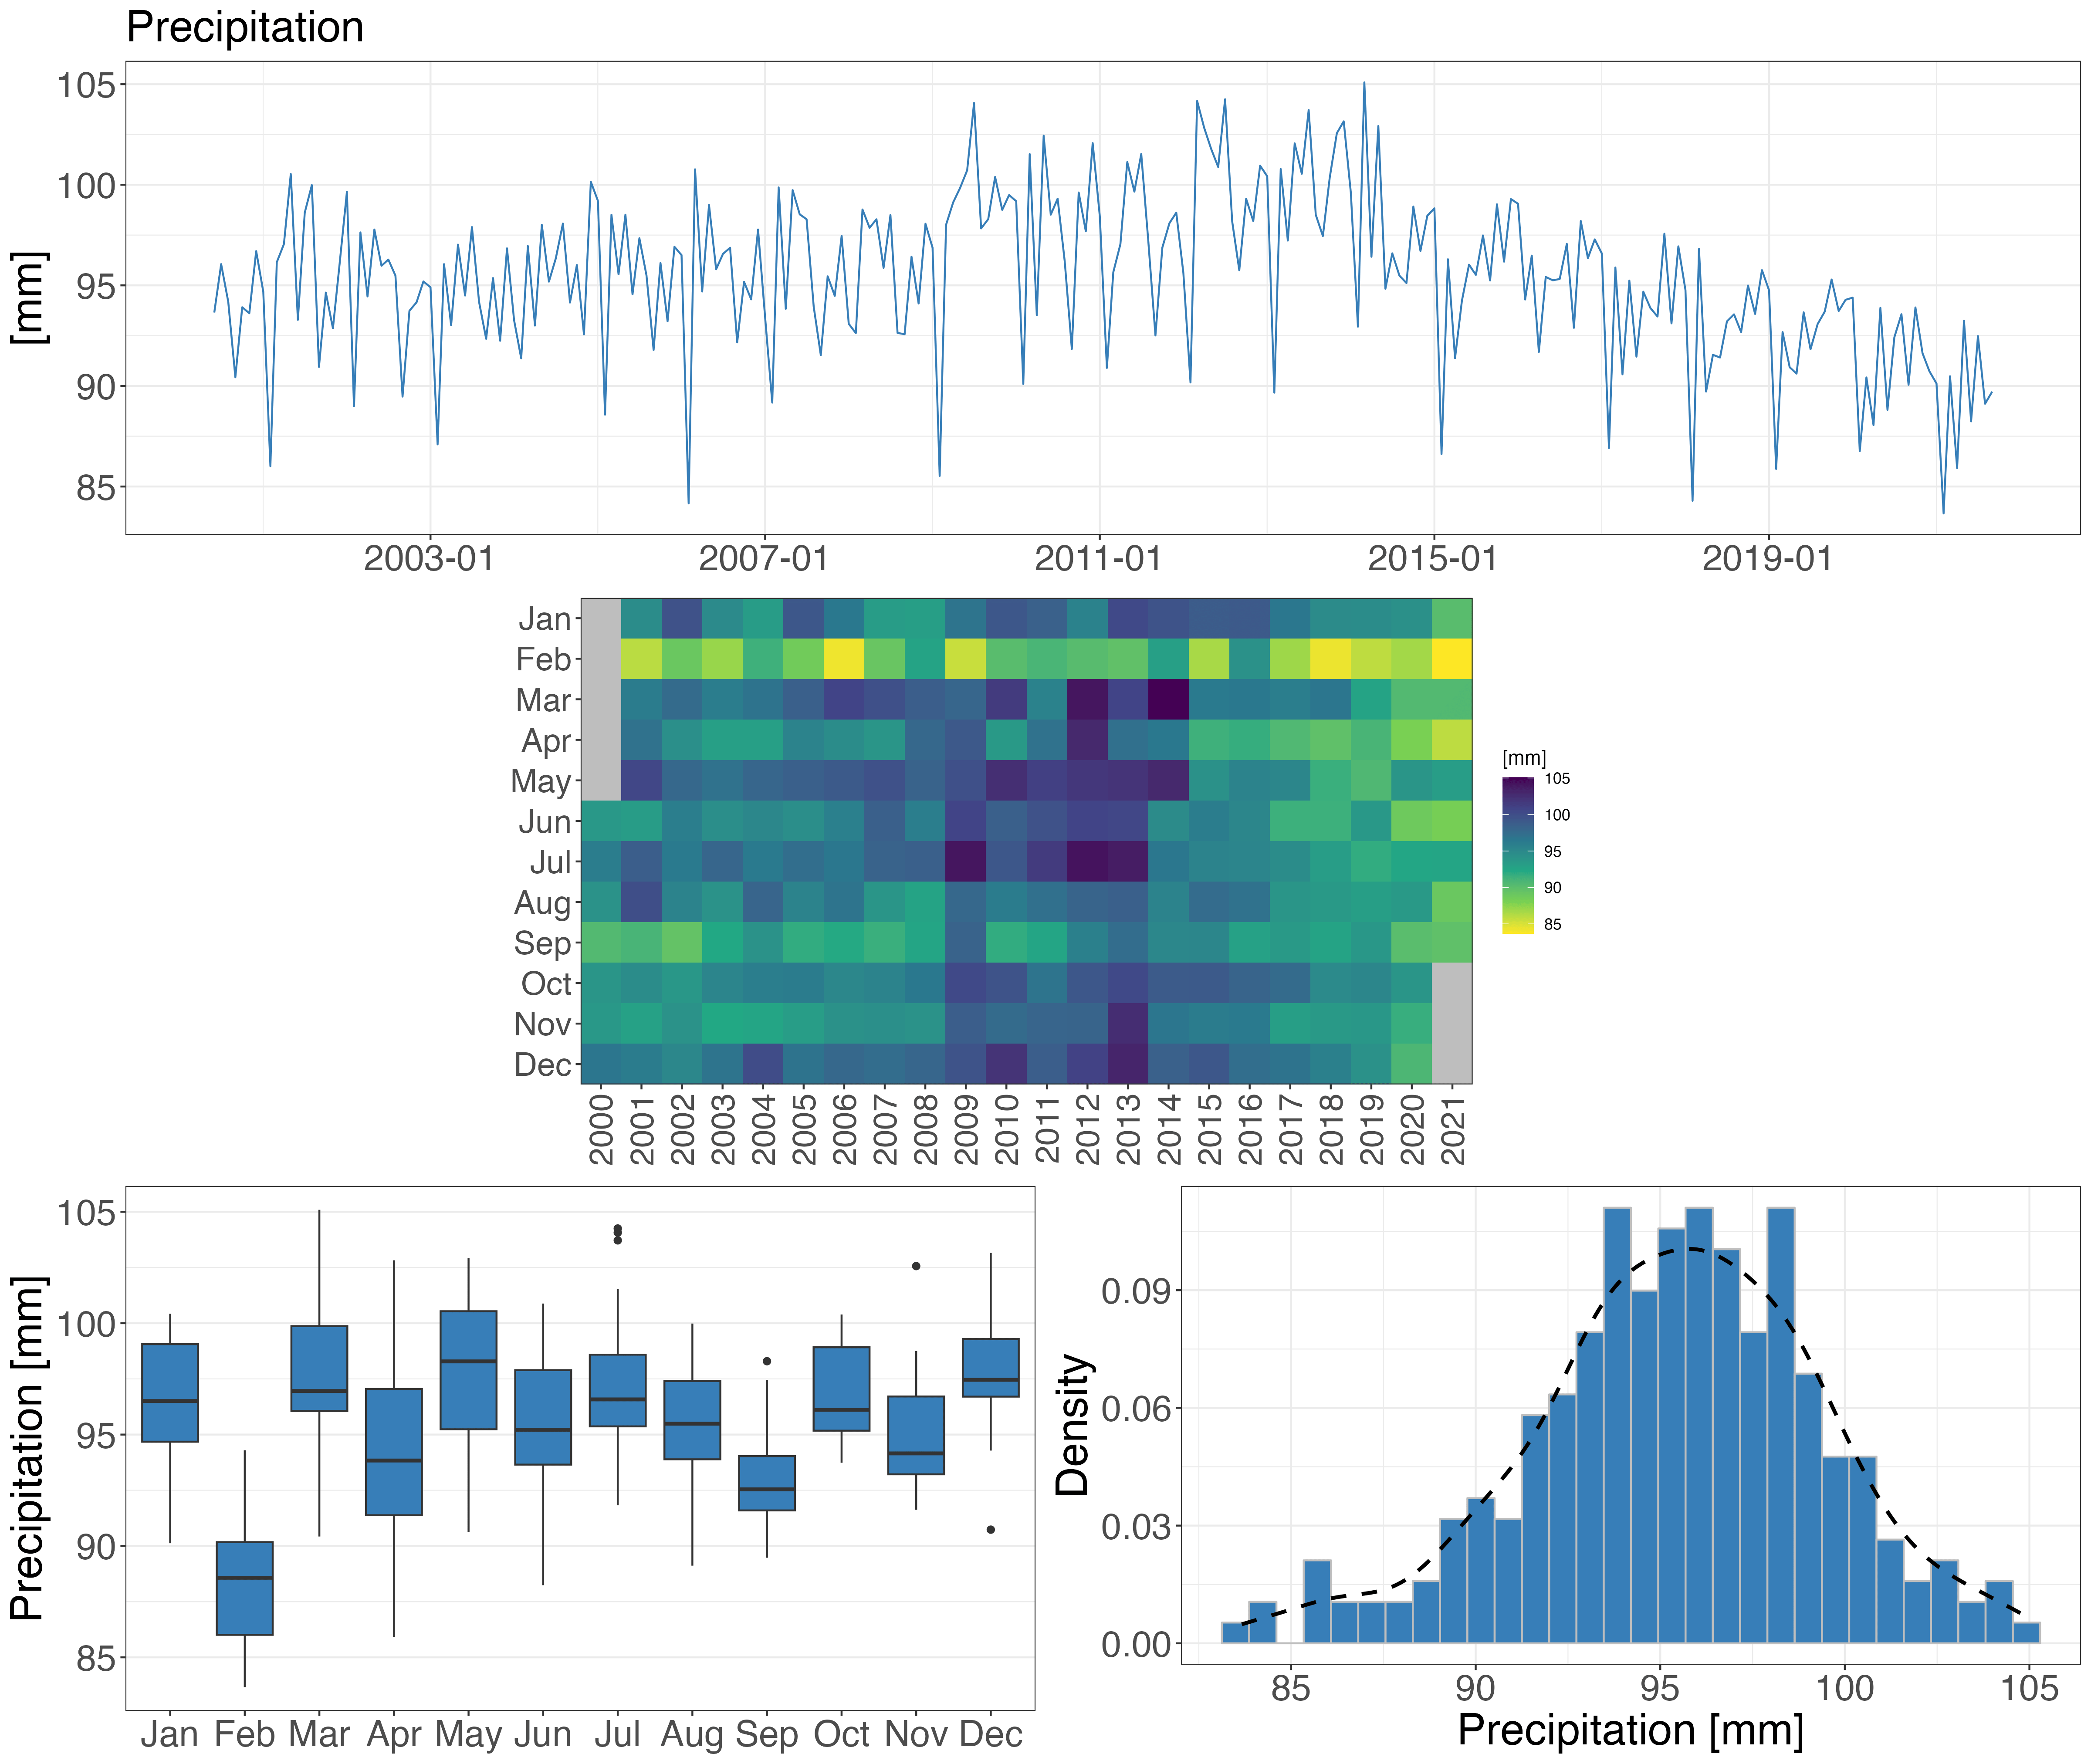 Precipitation
[mm]
105
100
95
90
85
2003-01 2007-01 2011-01 2015-01 2019-01
Jan
Feb
Mar
Apr
May
Jun
Jul
Aug
Sep
Oct
Nov
Dec
2000 2001 2002 2003 2004 2005 2006 2007 2008 2009 2010 2011 2012 2013 2014 2015 2016 2017 2018 2019 2020 2021
[mm]
105
100
95
90
85
Precipitation [mm]
105
100
95
90
85
Jan Feb Mar Apr May Jun Jul Aug Sep Oct Nov Dec
Density
0.09
0.06
0.03
0.00
85 90 95 100 105
Precipitation [mm]